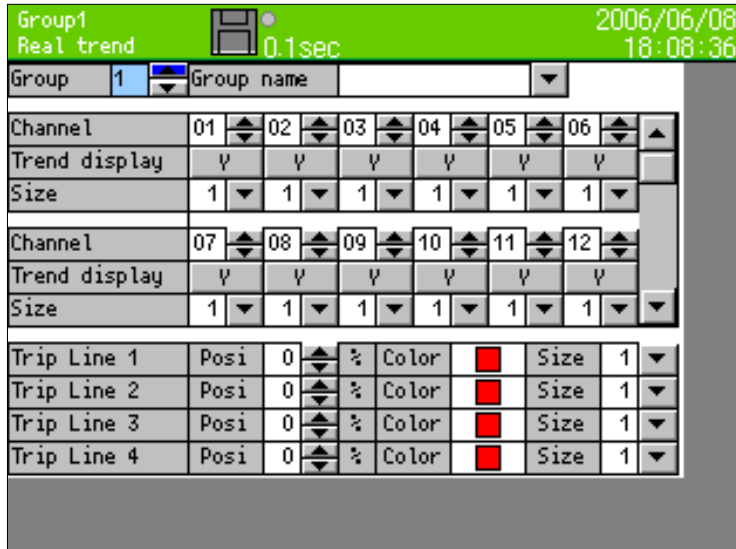 Group1 2006/06/08
Real trend 0.1sec 18:08:36
Group 1 Group name
Channel 01 02 03 04 05 06
Trend display Y Y Y Y Y Y
Size 1 1 1 1 1 1
Channel 07 08 09 10 11 12
Trend display Y Y Y Y Y Y
Size 1 1 1 1 1 1
Trip Line 1 Posi 0 % Color Size 1
Trip Line 2 Posi 0 % Color Size 1
Trip Line 3 Posi 0 % Color Size 1
Trip Line 4 Posi 0 % Color Size 1